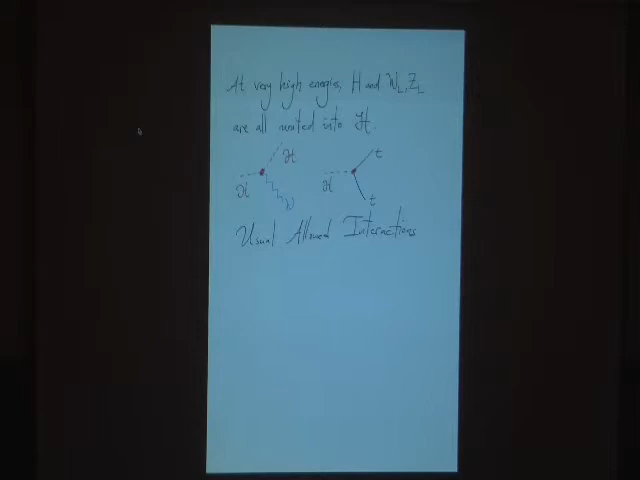 At very high energies, H and W_L, Z_L
are all united into ℋ.
ℋ
t
ℋ
ℋ
W
t
Usual Allowed Interactions